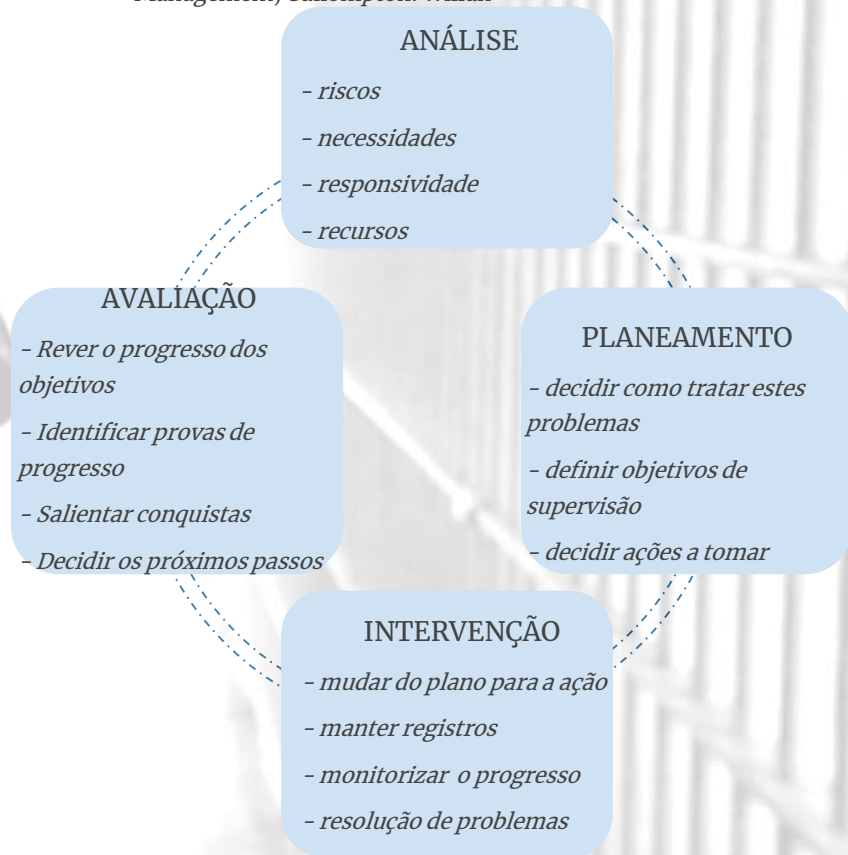 ANÁLISE
- riscos
- necessidades
- responsividade
- recursos
AVALIAÇÃO
- Rever o progresso dos
objetivos
- Identificar provas de
progresso
- Salientar conquistas
- Decidir os próximos passos
PLANEAMENTO
- decidir como tratar estes
problemas
- definir objetivos de
supervisão
- decidir ações a tomar
INTERVENÇÃO
- mudar do plano para a ação
- manter registros
- monitorizar o progresso
- resolução de problemas